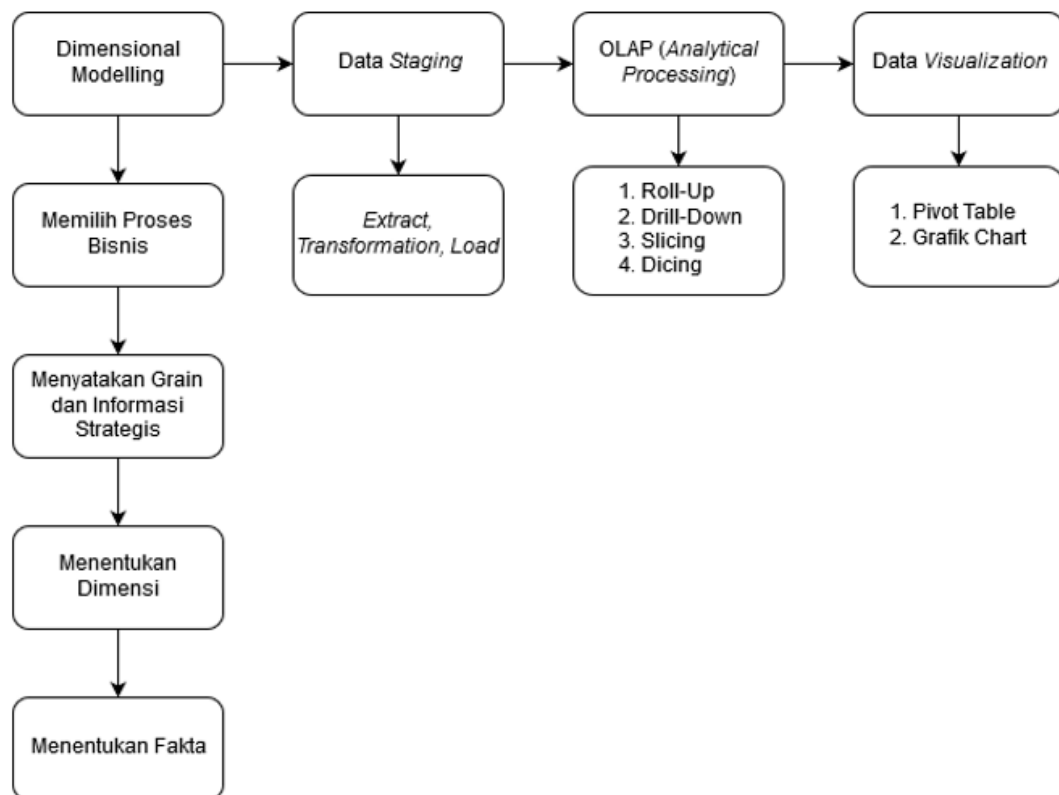 Dimensional
Modelling
Data Staging
OLAP (Analytical
Processing)
Data Visualization
Memilih Proses
Bisnis
Extract,
Transformation, Load
1. Roll-Up
2. Drill-Down
3. Slicing
4. Dicing
1. Pivot Table
2. Grafik Chart
Menyatakan Grain
dan Informasi
Strategis
Menentukan
Dimensi
Menentukan Fakta